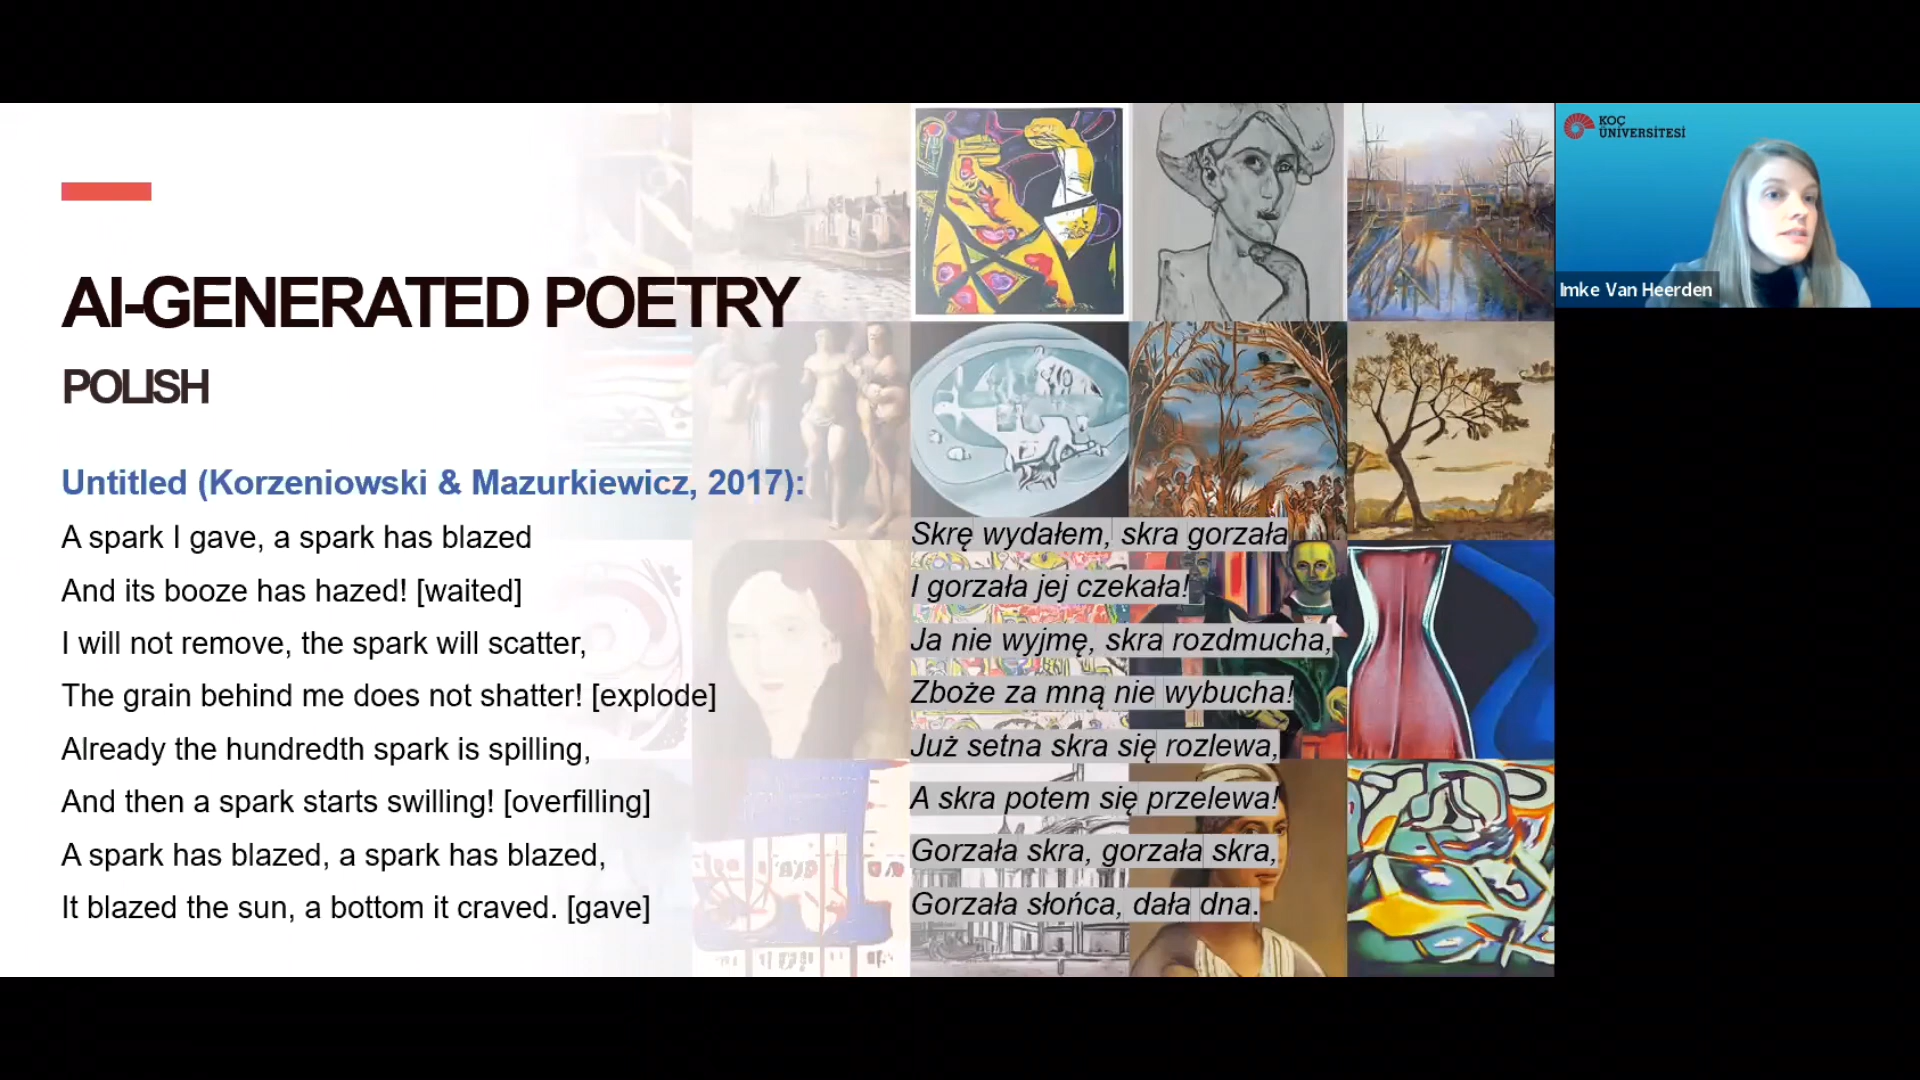 AI-GENERATED POETRY
POLISH
Untitled (Korzeniowski & Mazurkiewicz, 2017):
A spark I gave, a spark has blazed
And its booze has hazed! [waited]
I will not remove, the spark will scatter,
The grain behind me does not shatter! [explode]
Already the hundredth spark is spilling,
And then a spark starts swilling! [overfilling]
A spark has blazed, a spark has blazed,
It blazed the sun, a bottom it craved. [gave]
Skrę wydałem, skra gorzała
I gorzała jej czekała!
Ja nie wyjmę, skra rozdmucha,
Zboże za mną nie wybucha!
Już setna skra się rozlewa,
A skra potem się przelewa!
Gorzała skra, gorzała skra,
Gorzała słońca, dała dna.
KOÇ
ÜNİVERSİTESİ
Imke Van Heerden